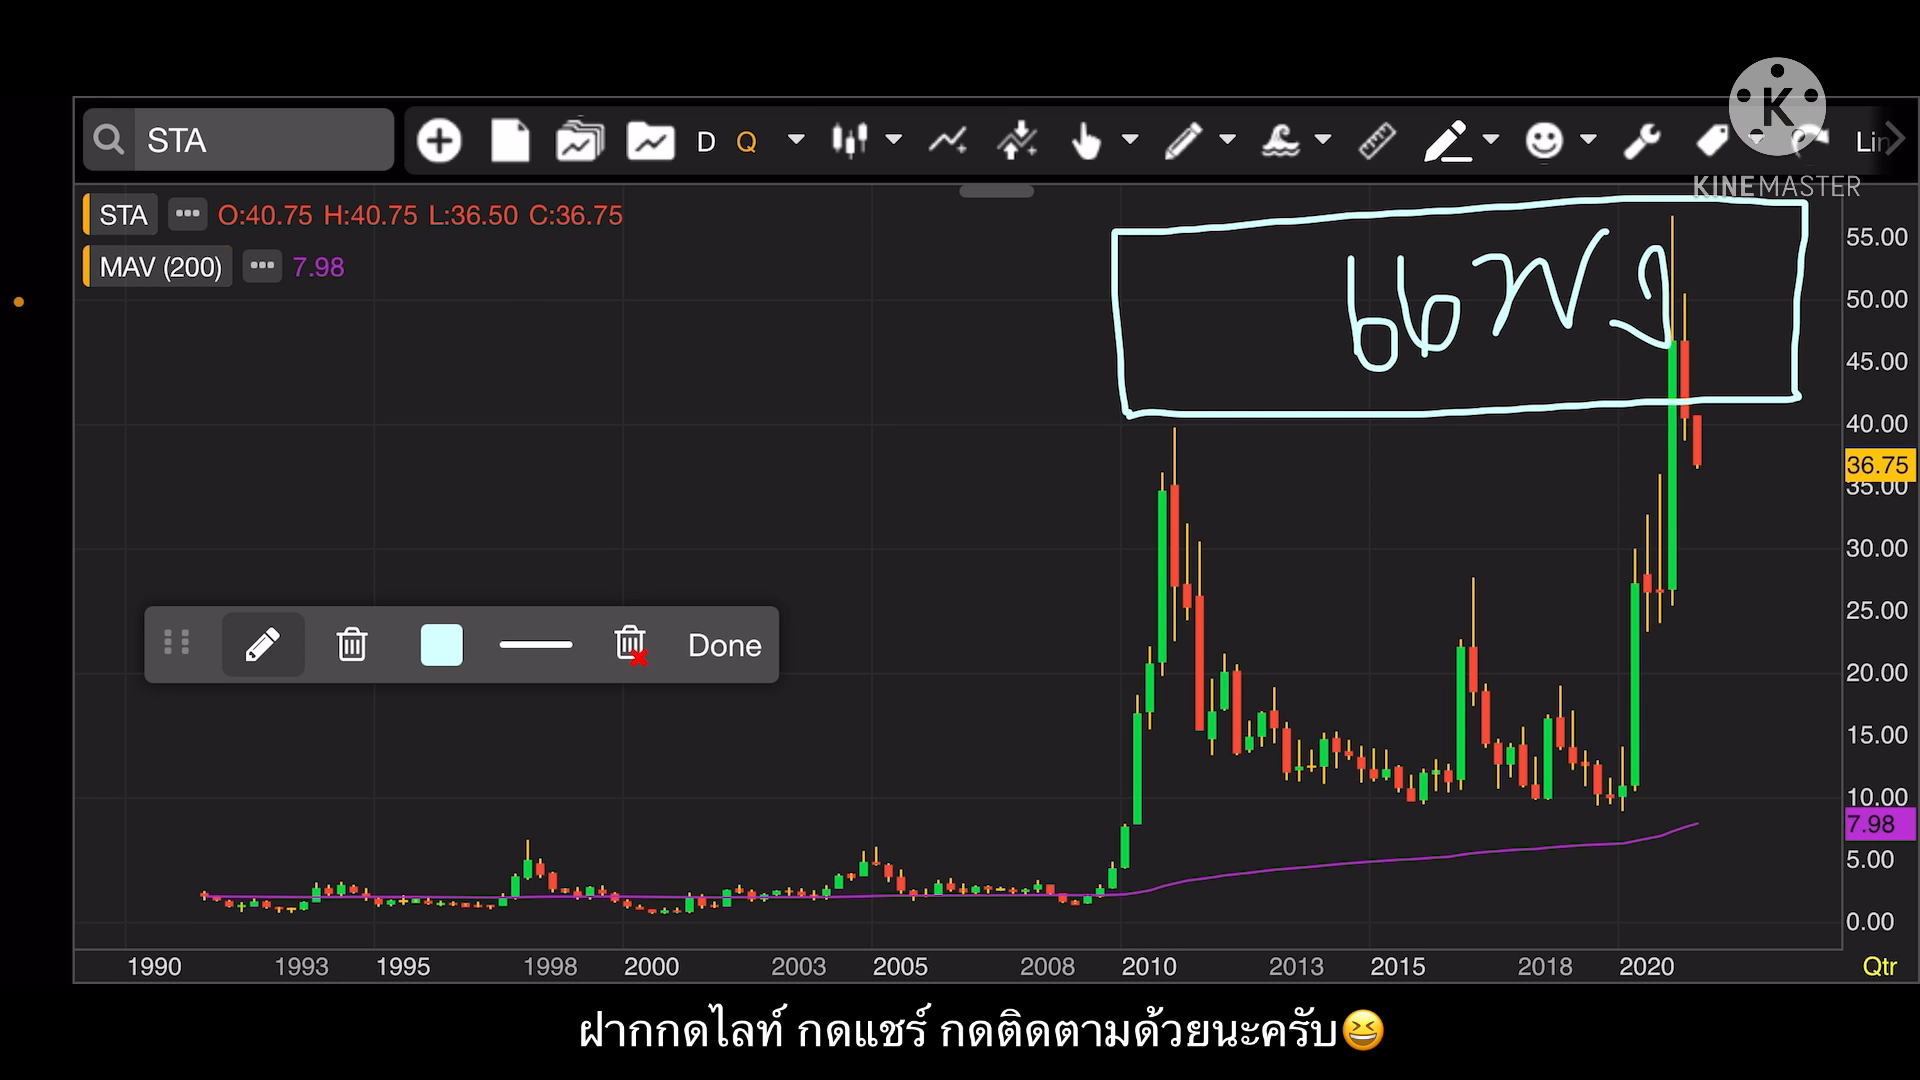 KINEMASTER
STA
D Q
Lin
STA ••• O:40.75 H:40.75 L:36.50 C:36.75
MAV (200) ••• 7.98
แพง
55.00
50.00
45.00
40.00
36.75
35.00
30.00
25.00
20.00
15.00
10.00
7.98
5.00
0.00
Done
1990 1993 1995 1998 2000 2003 2005 2008 2010 2013 2015 2018 2020 Qtr
ฝากกดไลท์ กดแชร์ กดติดตามด้วยนะครับ😆